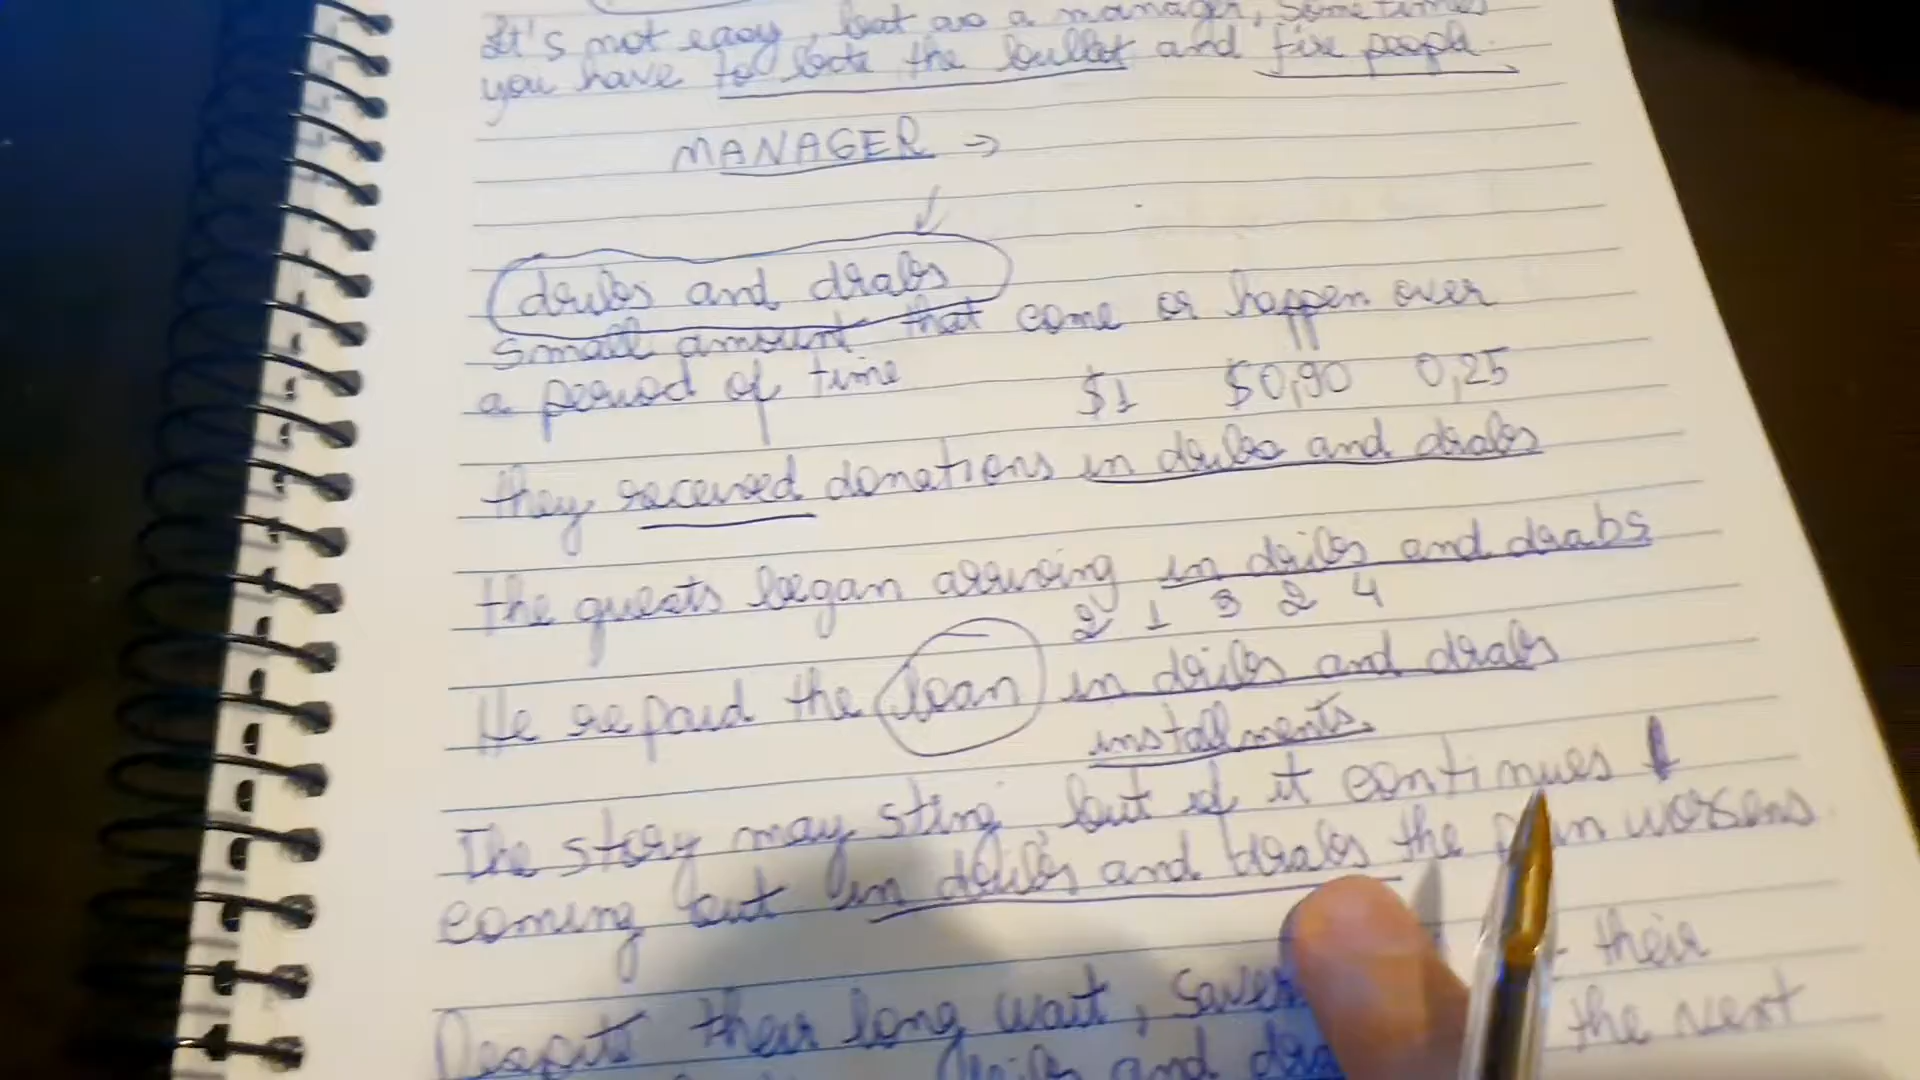 It's not easy, but as a manager, sometimes
you have to bite the bullet and fire people.
MANAGER →
dribs and drabs
small amount that come or happen over
a period of time
$1 $0,90 0,25
they received donations in dribs and drabs
the guests began arriving in dribs and drabs
2 1 3 2 4
He repaid the loan in dribs and drabs
installments.
The story may sting, but if it continues
coming out in dribs and drabs the pain worsens
Despite their long wait, their
dribs and the next